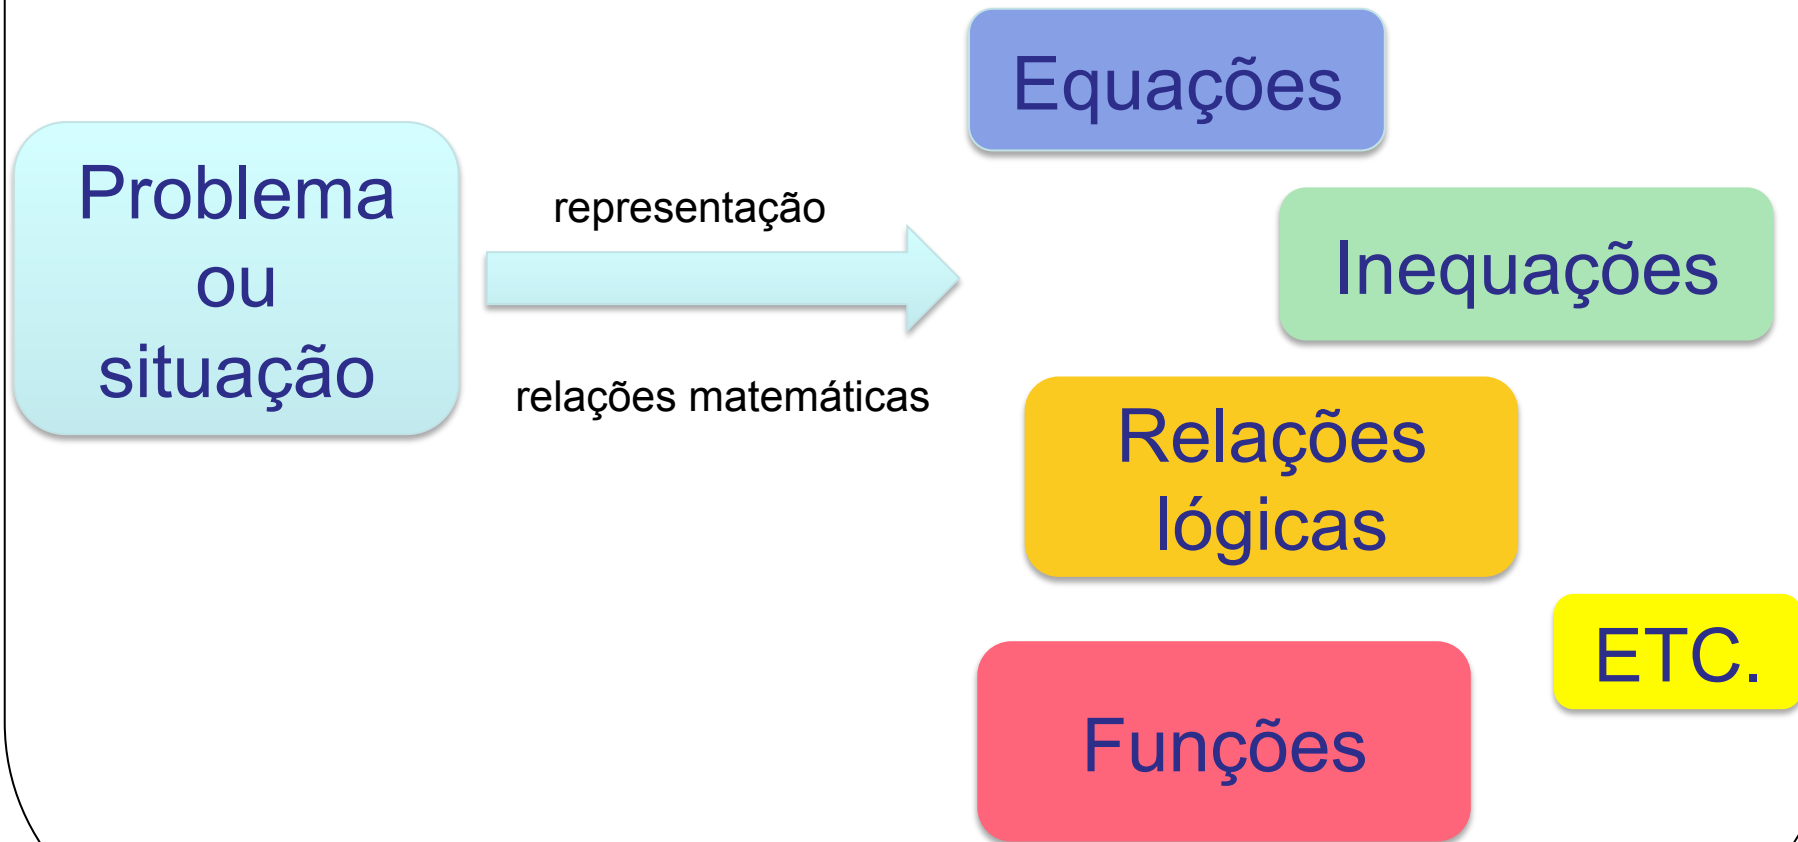 Problema
ou
situação
representação
relações matemáticas
Equações
Inequações
Relações
lógicas
ETC.
Funções